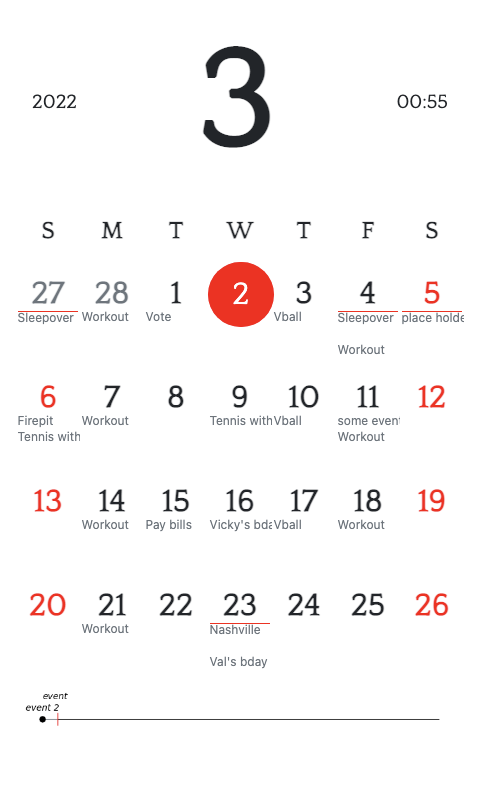 3
2022 00:55
S M T W T F S
27 28 1 2 3 4 5
Sleepover Workout Vote Vball Sleepover place holde
Workout
6 7 8 9 10 11 12
Firepit Workout Tennis with Vball some event
Tennis with Workout
13 14 15 16 17 18 19
Workout Pay bills Vicky's bda Vball Workout
20 21 22 23 24 25 26
Workout Nashville
Val's bday
event
event 2